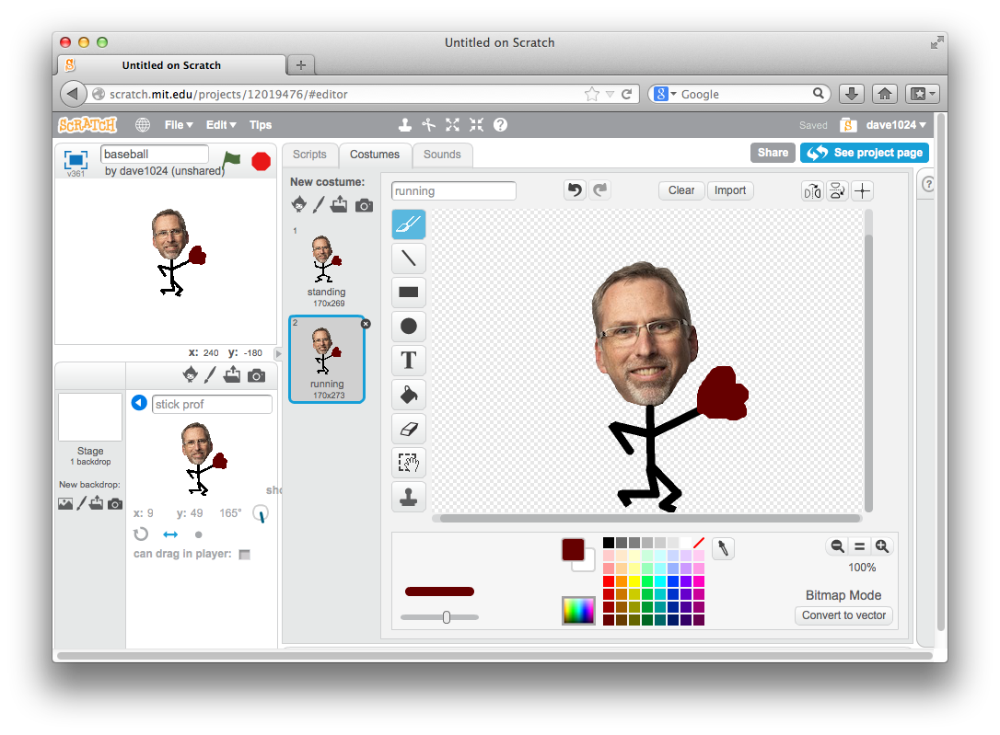 Untitled on Scratch
Untitled on Scratch
scratch.mit.edu/projects/12019476/#editor
Google
SCRATCH
File
Edit
Tips
Saved
dave1024
baseball
by dave1024 (unshared)
v361
Scripts
Costumes
Sounds
Share
See project page
New costume:
running
Clear
Import
1
standing
170x269
2
running
170x273
T
x: 240 y: -180
stick prof
Stage
1 backdrop
New backdrop:
sho
x: 9 y: 49 165°
can drag in player:
100%
Bitmap Mode
Convert to vector